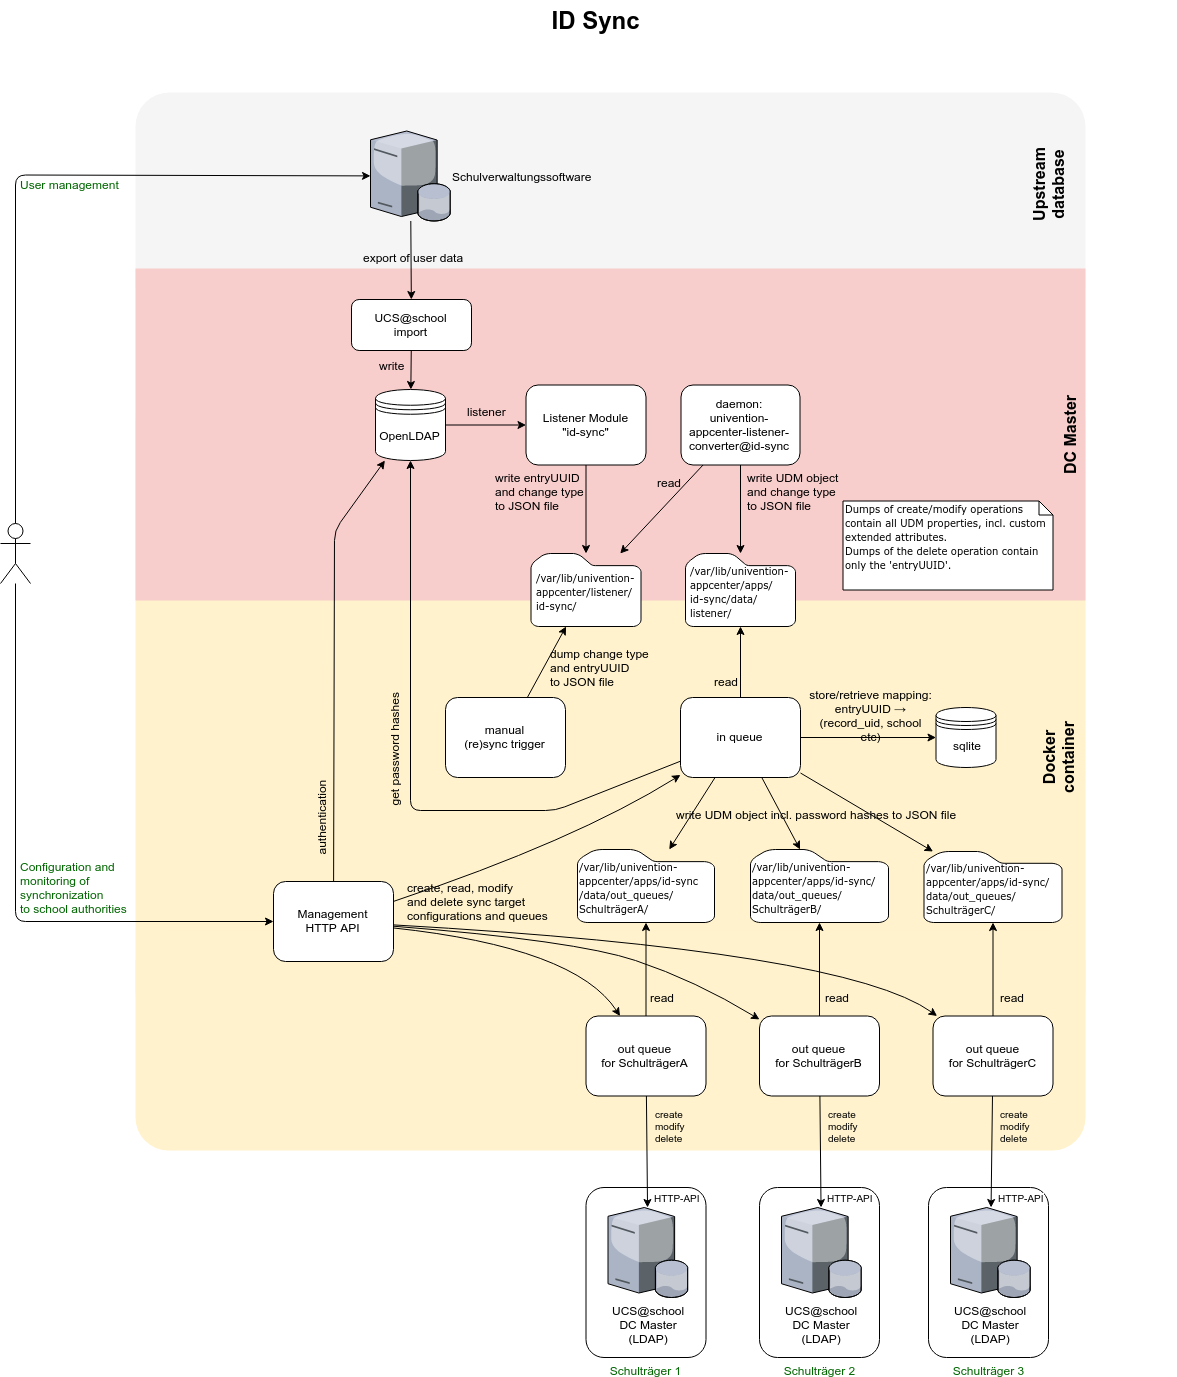 ID Sync
Upstream
database
User management
Schulverwaltungssoftware
export of user data
UCS@school
import
write
OpenLDAP
listener
Listener Module
"id-sync"
daemon:
univention-
appcenter-listener-
converter@id-sync
DC Master
write entryUUID
and change type
to JSON file
read
write UDM object
and change type
to JSON file
Dumps of create/modify operations
contain all UDM properties, incl. custom
extended attributes.
Dumps of the delete operation contain
only the 'entryUUID'.
/var/lib/univention-
appcenter/listener/
id-sync/
/var/lib/univention-
appcenter/apps/
id-sync/data/
listener/
dump change type
and entryUUID
to JSON file
read
store/retrieve mapping:
entryUUID →
(record_uid, school
etc)
manual
(re)sync trigger
in queue
sqlite
Docker
container
get password hashes
authentication
write UDM object incl. password hashes to JSON file
Configuration and
monitoring of
synchronization
to school authorities
Management
HTTP API
create, read, modify
and delete sync target
configurations and queues
/var/lib/univention-
appcenter/apps/id-sync
/data/out_queues/
SchulträgerA/
/var/lib/univention-
appcenter/apps/id-sync/
data/out_queues/
SchulträgerB/
/var/lib/univention-
appcenter/apps/id-sync/
data/out_queues/
SchulträgerC/
read
read
read
out queue
for SchulträgerA
out queue
for SchulträgerB
out queue
for SchulträgerC
create
modify
delete
create
modify
delete
create
modify
delete
HTTP-API
UCS@school
DC Master
(LDAP)
Schulträger 1
HTTP-API
UCS@school
DC Master
(LDAP)
Schulträger 2
HTTP-API
UCS@school
DC Master
(LDAP)
Schulträger 3